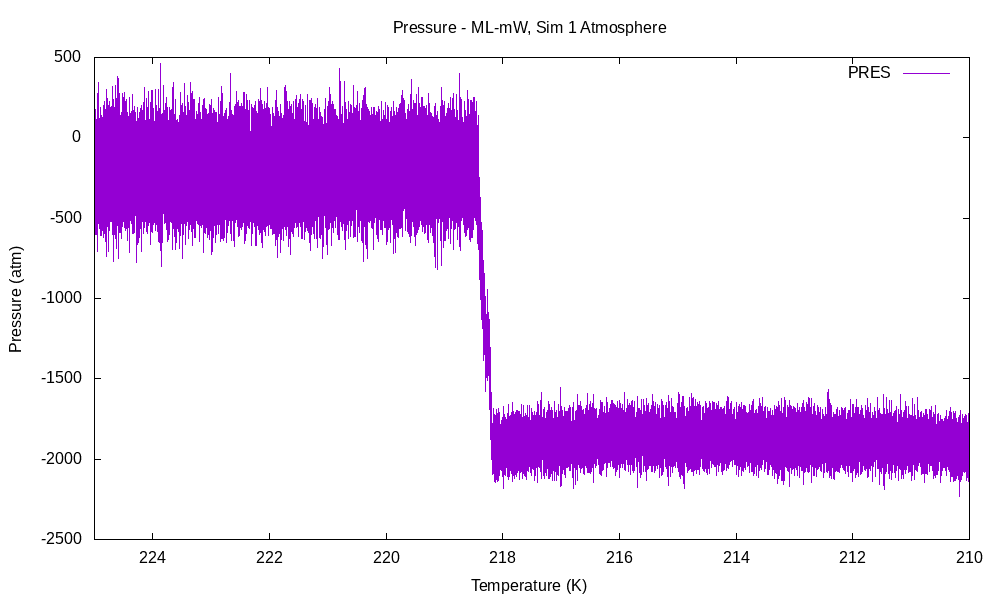 Pressure - ML-mW, Sim 1 Atmosphere
PRES
500
0
-500
-1000
-1500
-2000
-2500
Pressure (atm)
224 222 220 218 216 214 212 210
Temperature (K)